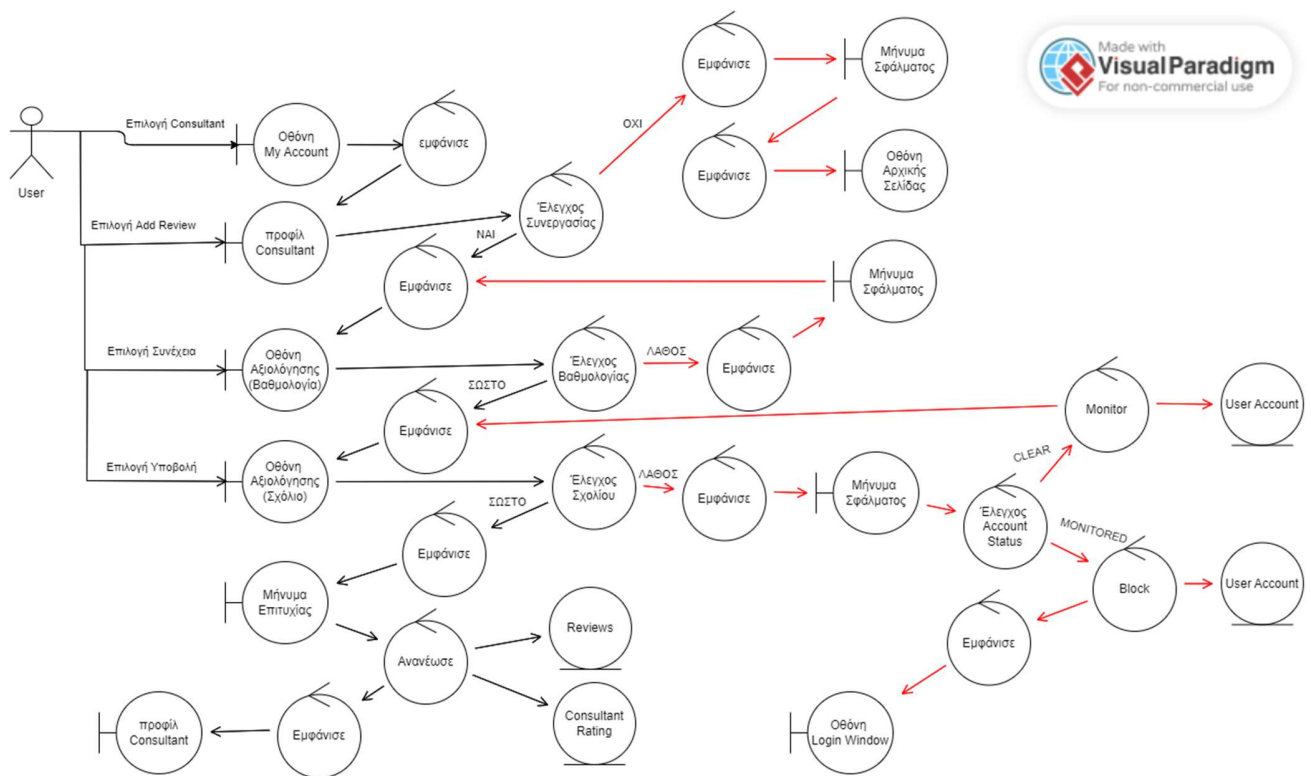 Made with
Visual Paradigm
For non-commercial use
Εμφάνισε
Μήνυμα
Σφάλματος
ΟΧΙ
User
Επιλογή Consultant
Οθόνη
My Account
εμφάνισε
Εμφάνισε
Οθόνη
Αρχικής
Σελίδας
Επιλογή Add Review
προφίλ
Consultant
Έλεγχος
Συνεργασίας
ΝΑΙ
Εμφάνισε
Μήνυμα
Σφάλματος
Επιλογή Συνέχεια
Οθόνη
Αξιολόγησης
(Βαθμολογία)
Έλεγχος
Βαθμολογίας
ΛΑΘΟΣ
Εμφάνισε
ΣΩΣΤΟ
Εμφάνισε
Monitor
User Account
Επιλογή Υποβολή
Οθόνη
Αξιολόγησης
(Σχόλιο)
Έλεγχος
Σχολίου
ΛΑΘΟΣ
Εμφάνισε
Μήνυμα
Σφάλματος
CLEAR
Έλεγχος
Account
Status
MONITORED
ΣΩΣΤΟ
Εμφάνισε
Block
User Account
Μήνυμα
Επιτυχίας
Ανανέωσε
Reviews
Εμφάνισε
Consultant
Rating
προφίλ
Consultant
Εμφάνισε
Οθόνη
Login Window